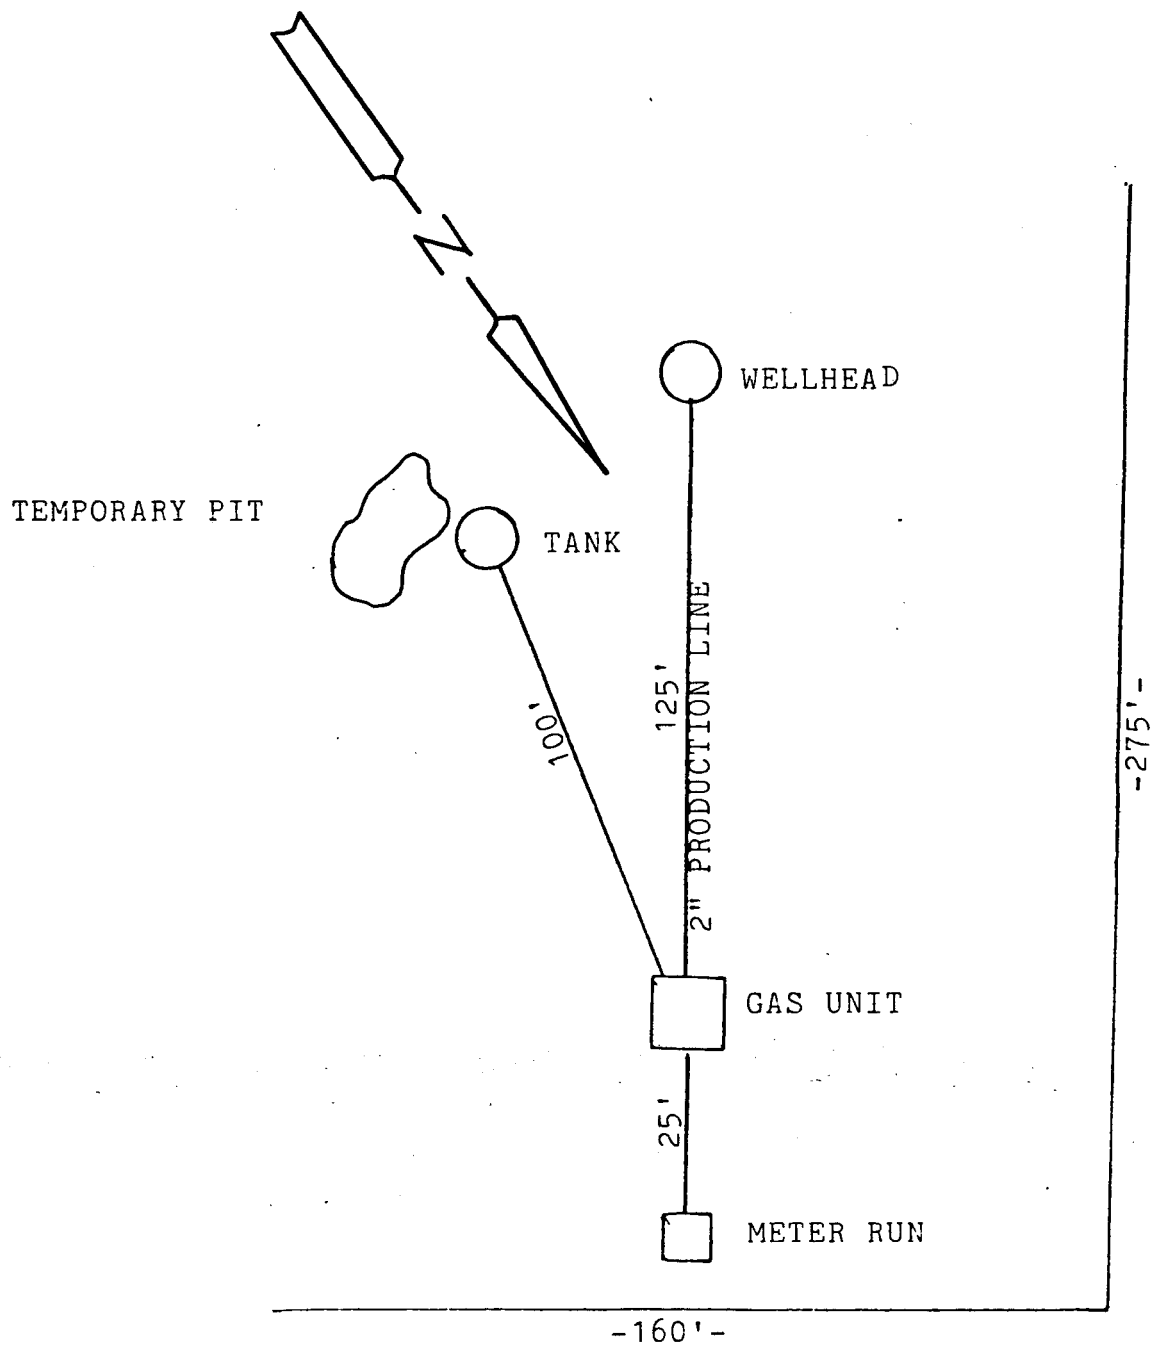 N
WELLHEAD
TEMPORARY PIT
TANK
100'
125'
2" PRODUCTION LINE
-275'-
GAS UNIT
25'
METER RUN
-160'-